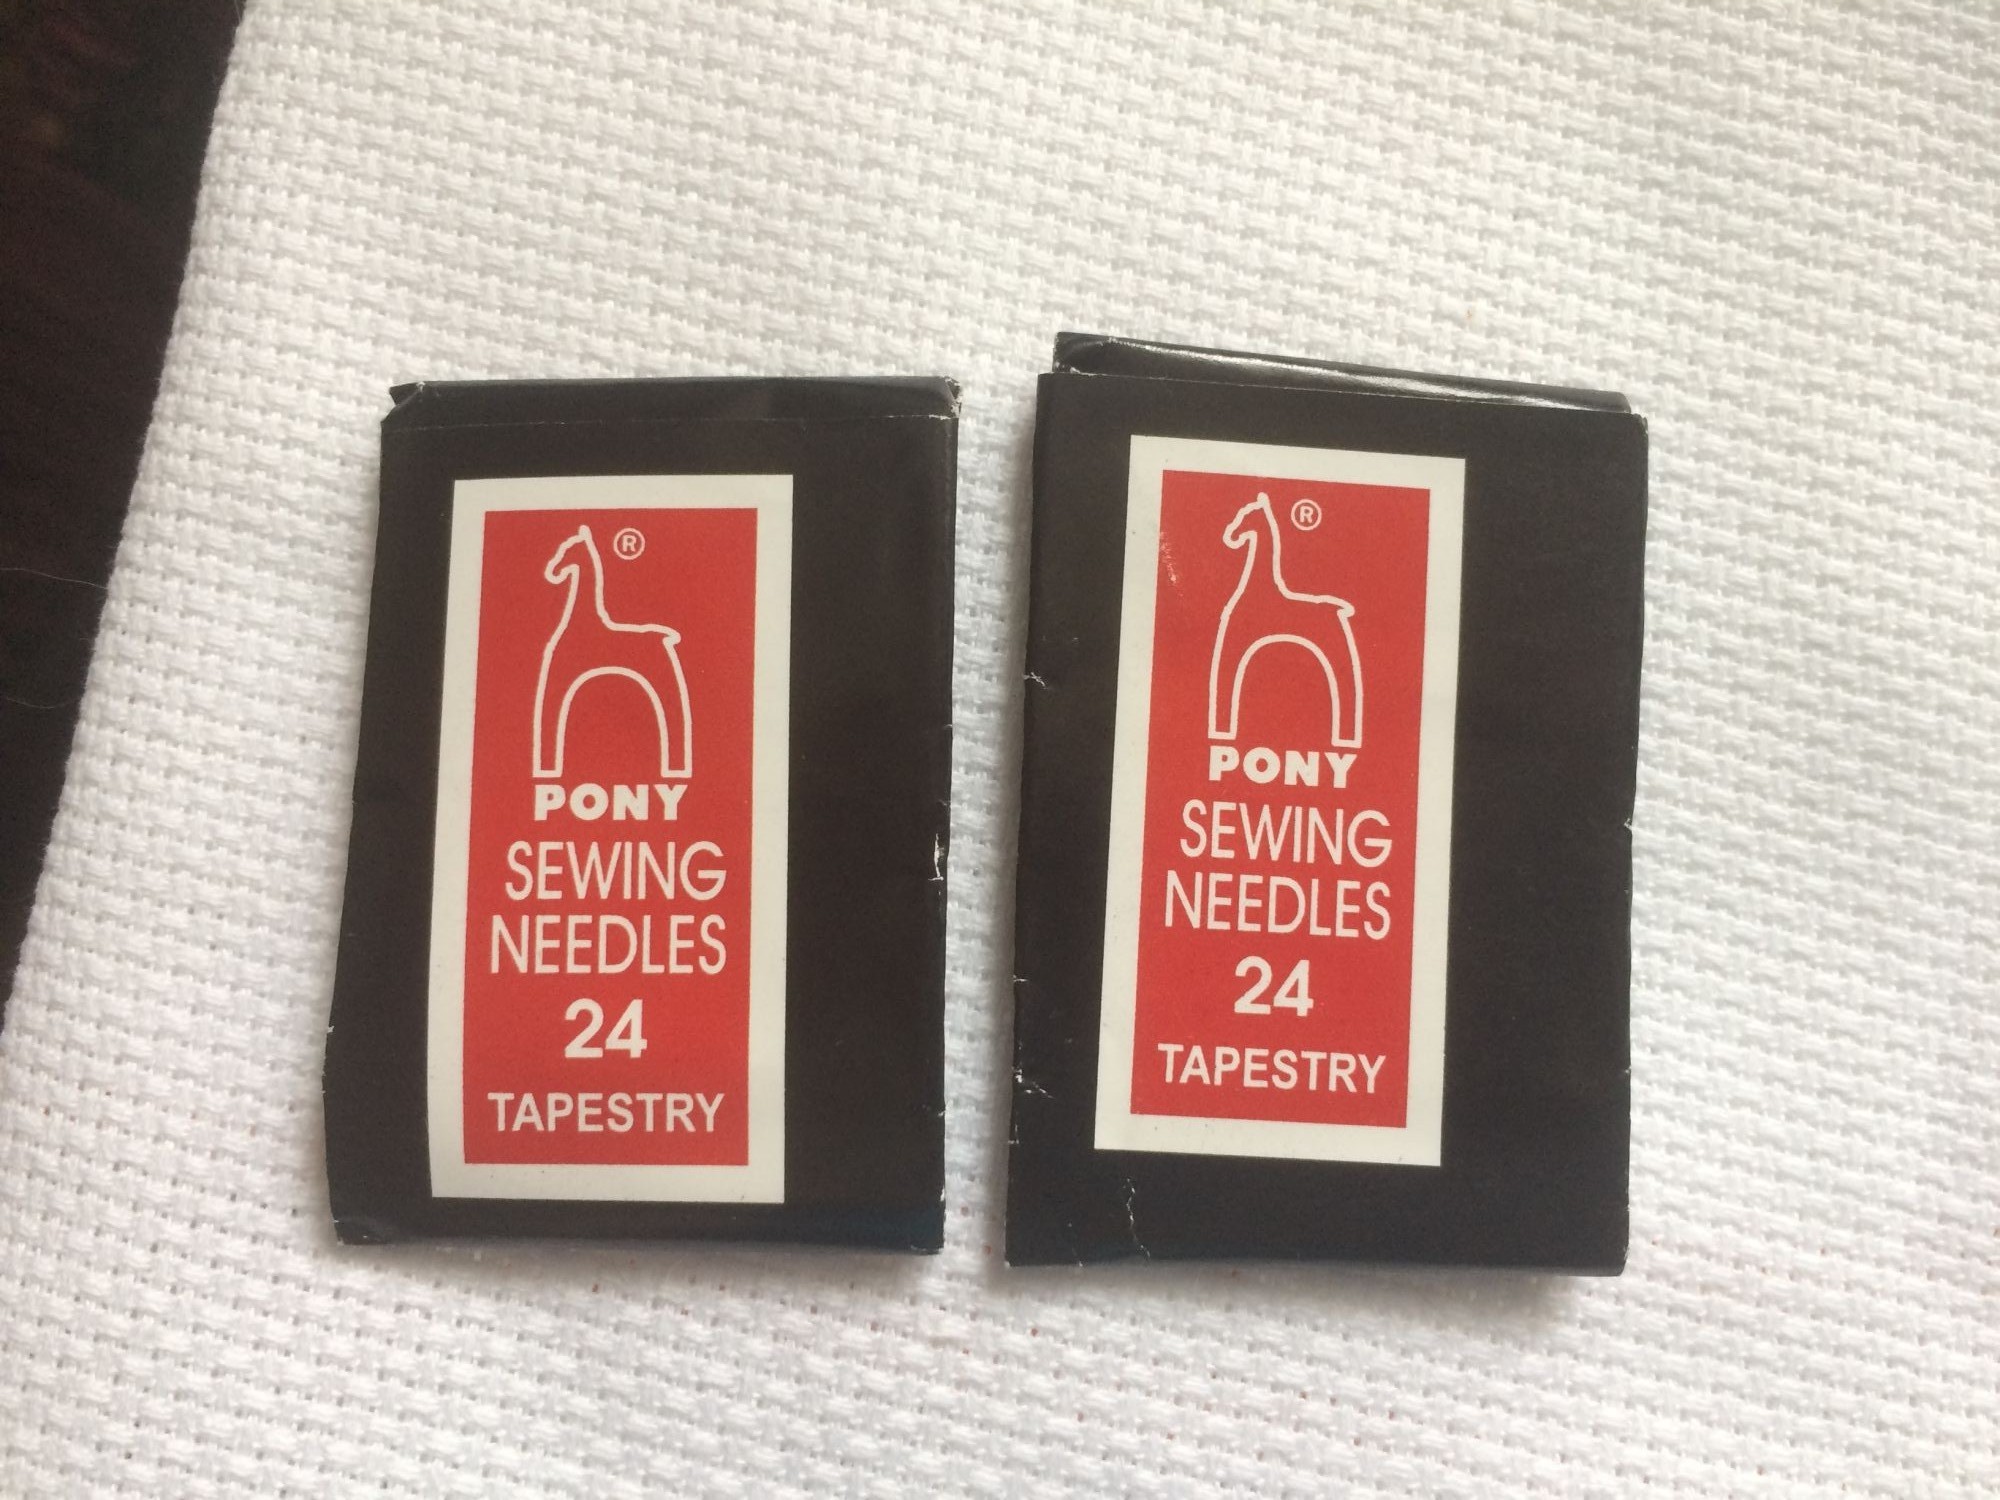 ®
PONY
SEWING
NEEDLES
24
TAPESTRY
®
PONY
SEWING
NEEDLES
24
TAPESTRY